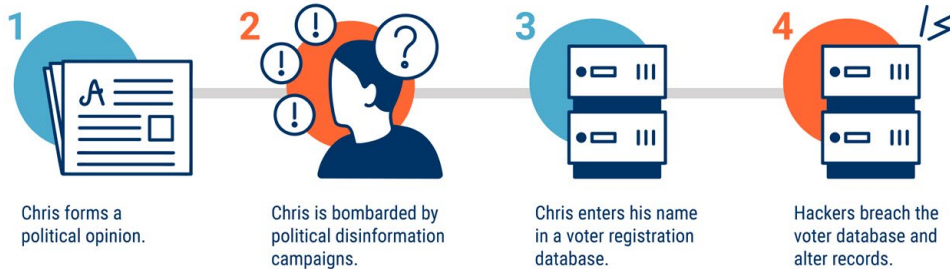 1
2
3
4
A
!
!
!
?
Chris forms a
political opinion.
Chris is bombarded by
political disinformation
campaigns.
Chris enters his name
in a voter registration
database.
Hackers breach the
voter database and
alter records.